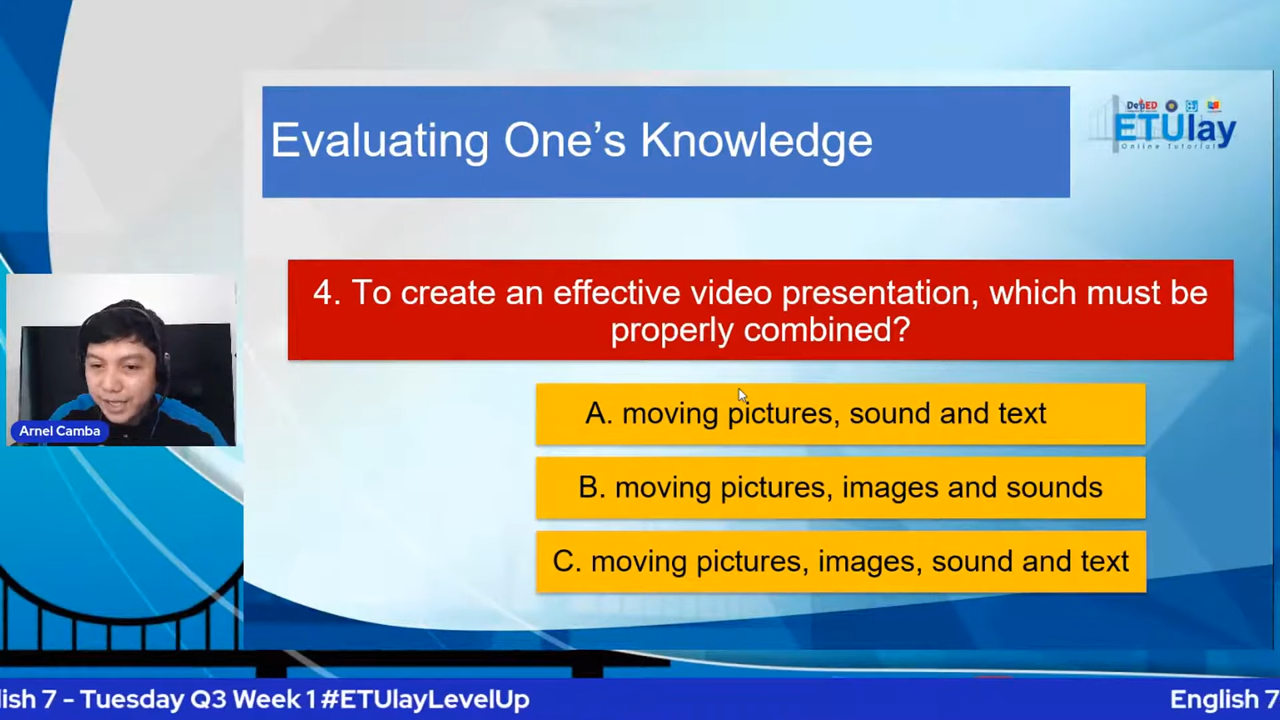 Evaluating One's Knowledge
DepED
ETUlay
Online Tutorial
4. To create an effective video presentation, which must be
properly combined?
A. moving pictures, sound and text
B. moving pictures, images and sounds
C. moving pictures, images, sound and text
Arnel Camba
lish 7 - Tuesday Q3 Week 1 #ETUlayLevelUp
English 7